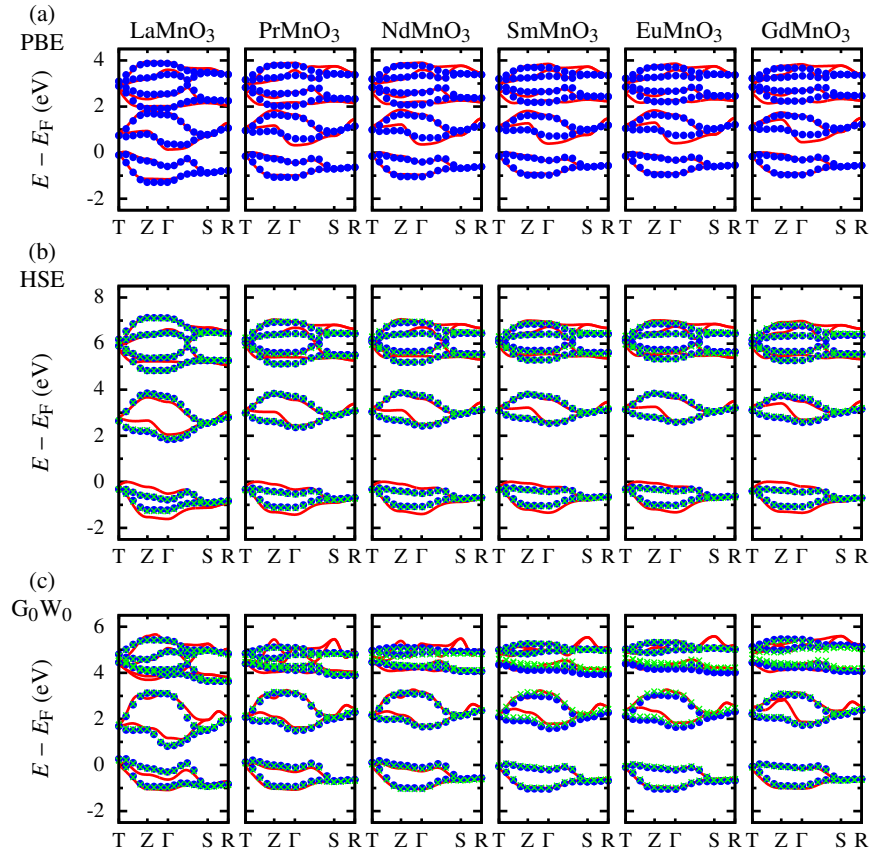 (a)
PBE
LaMnO3 PrMnO3 NdMnO3 SmMnO3 EuMnO3 GdMnO3
E − EF (eV)
4
2
0
-2
T Z Γ S R T Z Γ S R T Z Γ S R T Z Γ S R T Z Γ S R T Z Γ S R
(b)
HSE
E − EF (eV)
8
6
4
2
0
-2
T Z Γ S R T Z Γ S R T Z Γ S R T Z Γ S R T Z Γ S R T Z Γ S R
(c)
G0W0
E − EF (eV)
6
4
2
0
-2
T Z Γ S R T Z Γ S R T Z Γ S R T Z Γ S R T Z Γ S R T Z Γ S R